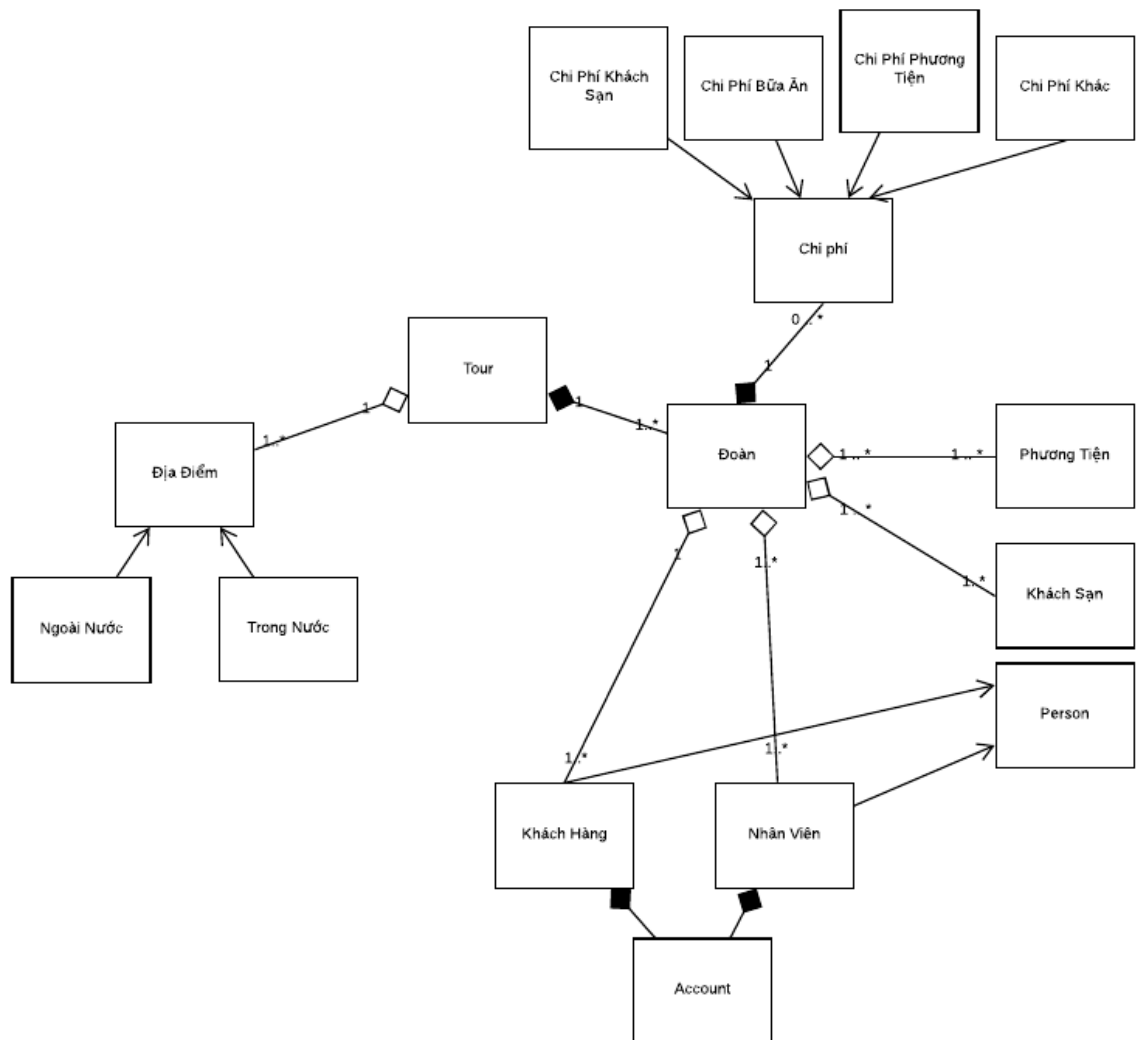 Chi Phí Khách
Sạn
Chi Phí Bữa Ăn
Chi Phí Phương
Tiện
Chi Phí Khác
Chi phí
0 .. *
1
Tour
1
1..*
1
1..*
Địa Điểm
Ngoài Nước
Trong Nước
Đoàn
1 .. *
1 .. *
Phương Tiện
1 .. *
1..*
Khách Sạn
1
1..*
1..*
1..*
Person
Khách Hàng
Nhân Viên
Account